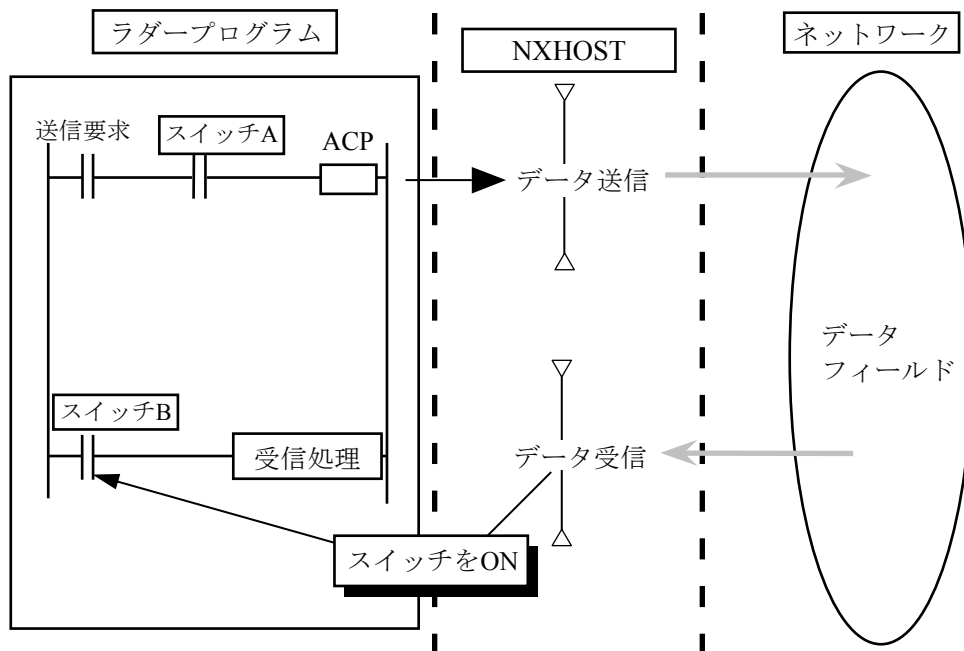 ラダープログラム
NXHOST
ネットワーク
送信要求
スイッチA
ACP
データ送信
データ
フィールド
スイッチB
受信処理
データ受信
スイッチをON